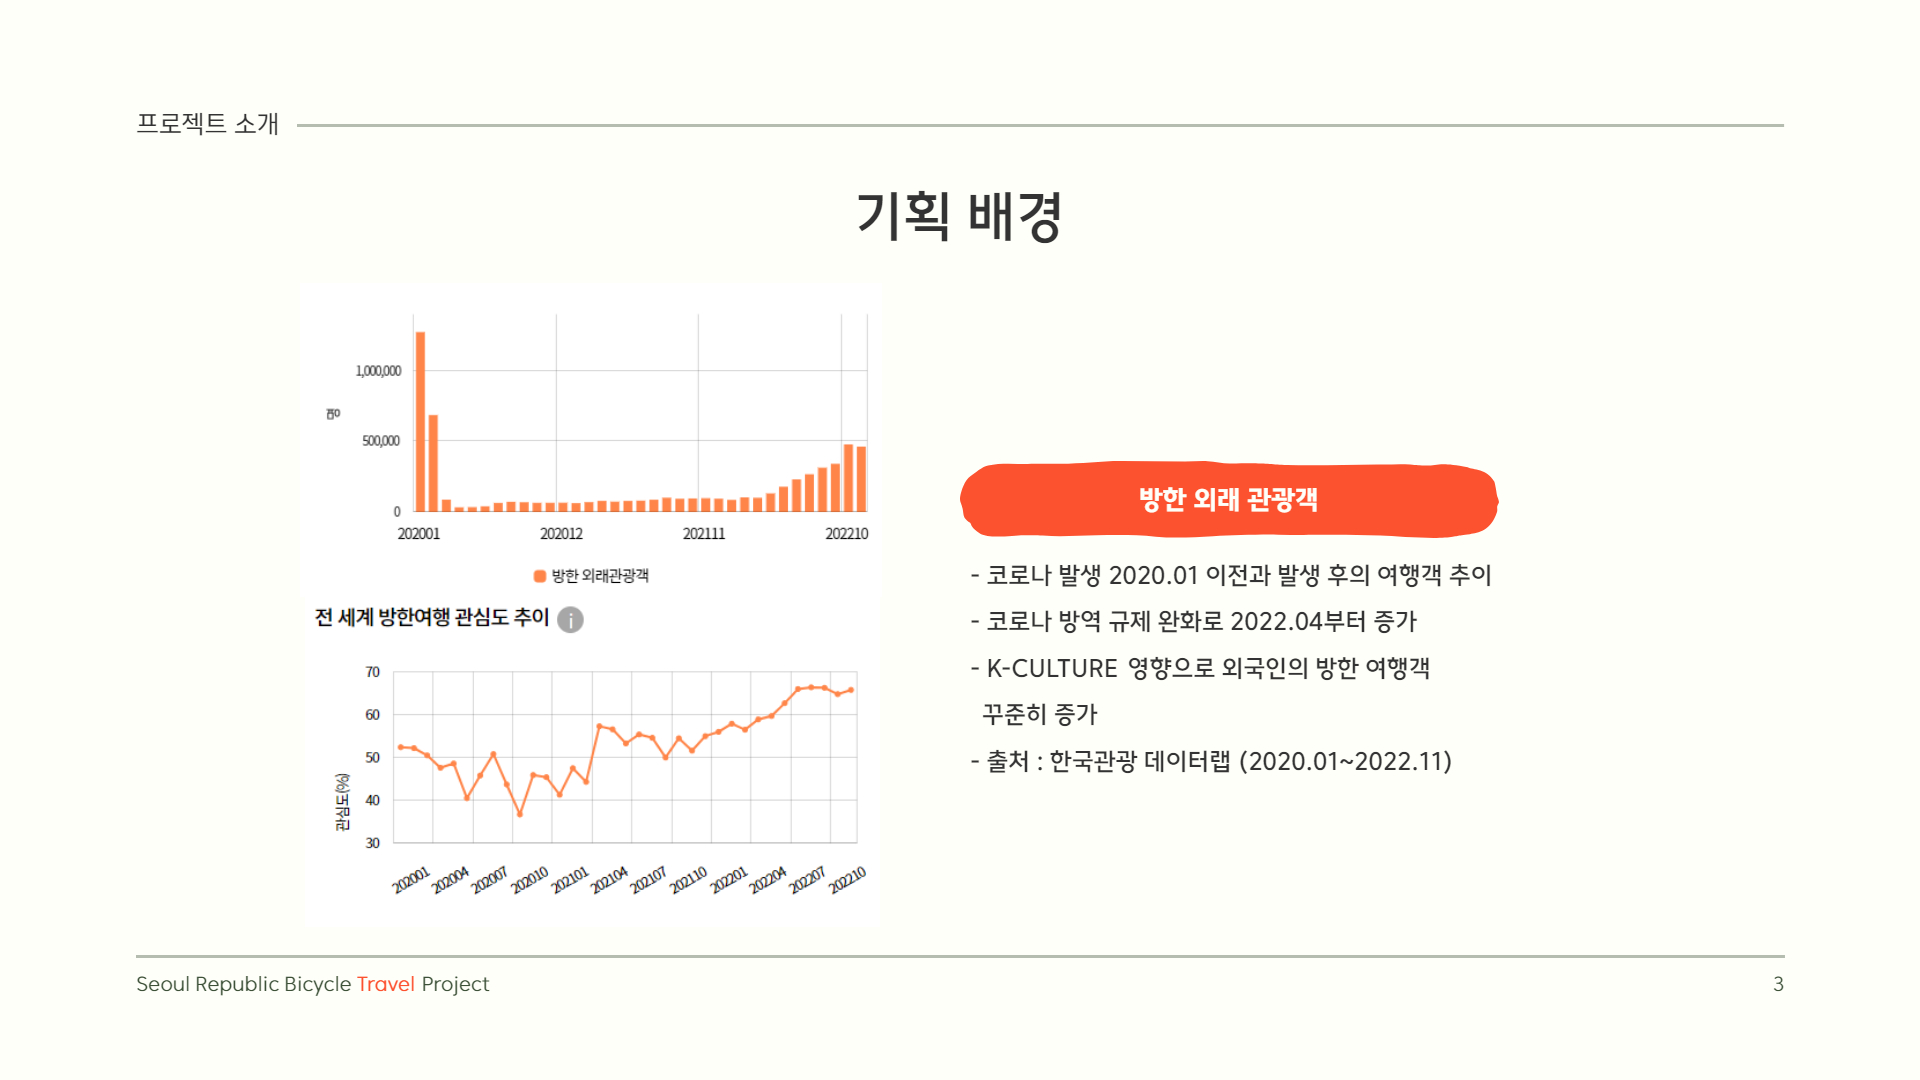 프로젝트 소개
기획 배경
1,000,000
명
500,000
0
202001
202012
202111
202210
방한 외래관광객
전 세계 방한여행 관심도 추이 i
70
60
50
40
30
관심도(%)
202001
202004
202007
202010
202101
202104
202107
202110
202201
202204
202207
202210
방한 외래 관광객
- 코로나 발생 2020.01 이전과 발생 후의 여행객 추이
- 코로나 방역 규제 완화로 2022.04부터 증가
- K-CULTURE 영향으로 외국인의 방한 여행객
꾸준히 증가
- 출처 : 한국관광 데이터랩 (2020.01~2022.11)
Seoul Republic Bicycle Travel Project
3